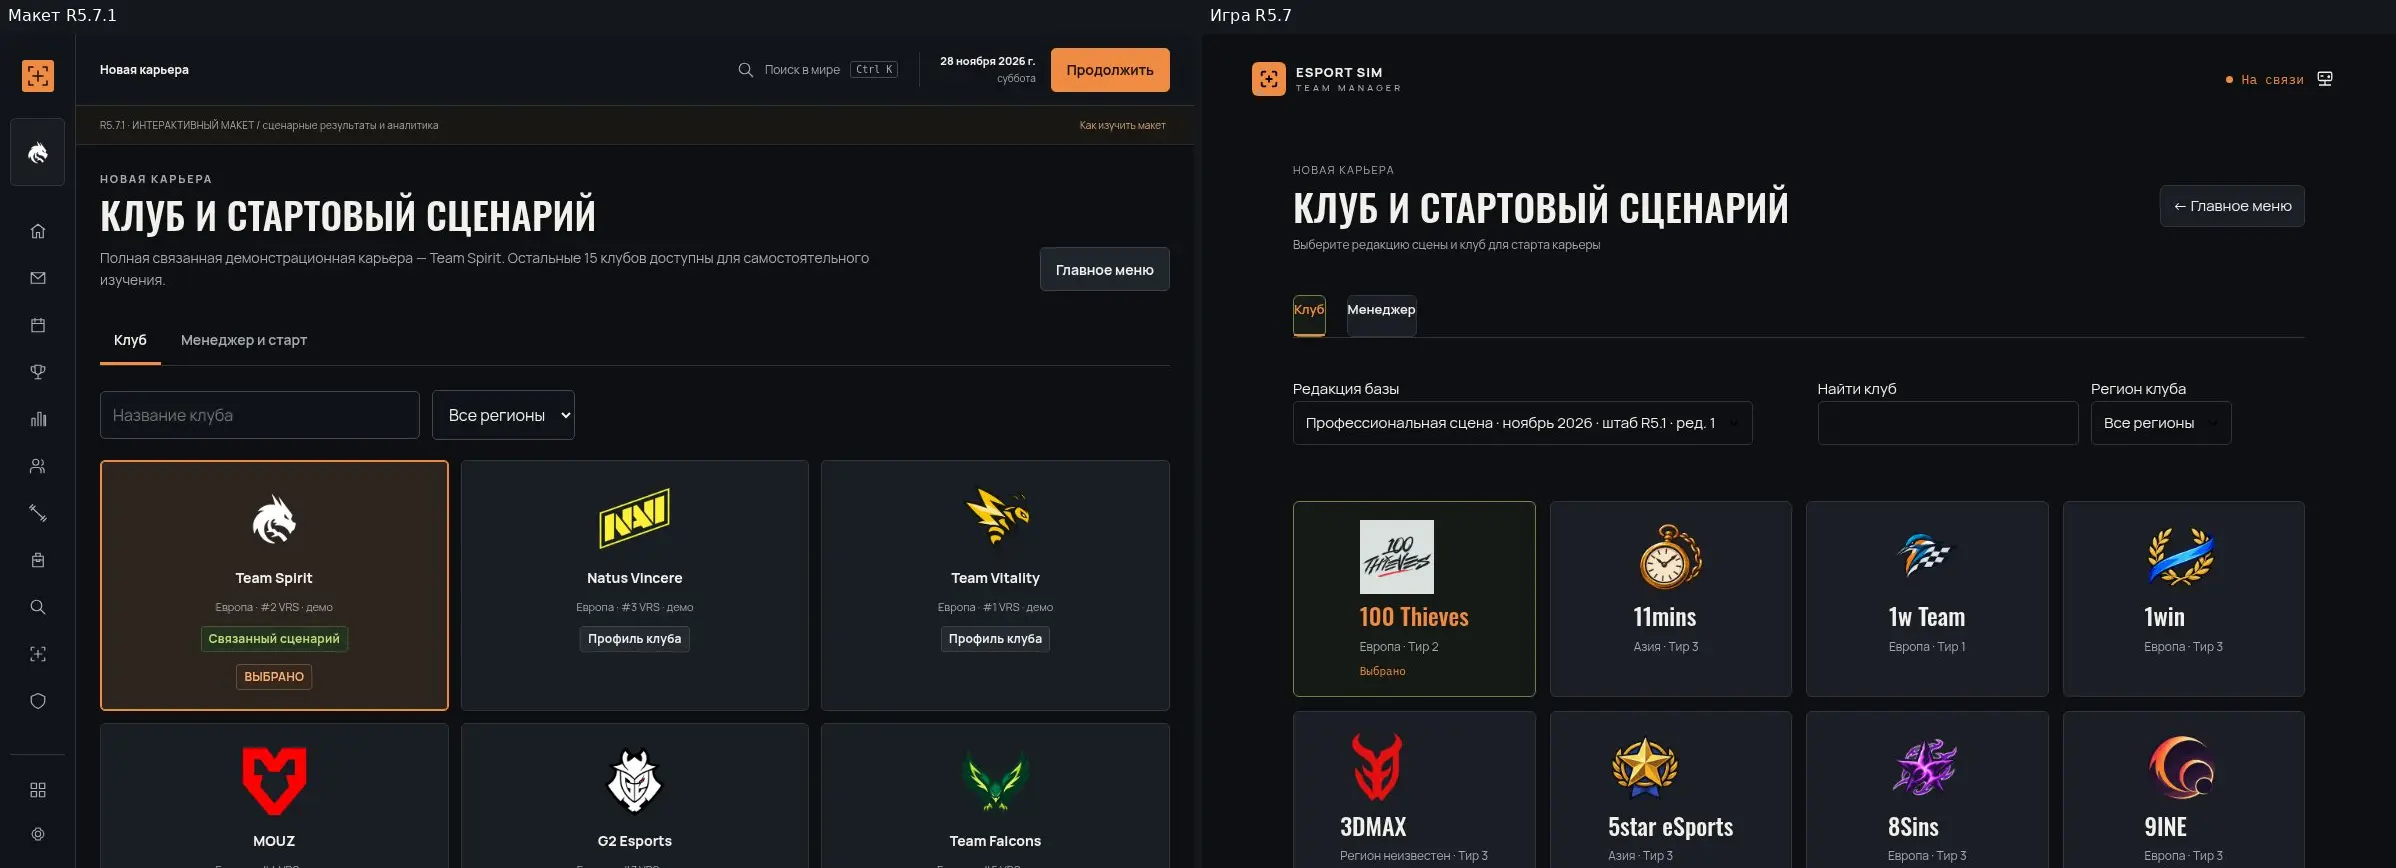 Макет R5.7.1
Новая карьера
Поиск в мире
Ctrl K
28 ноября 2026 г.
суббота
Продолжить
R5.7.1 · ИНТЕРАКТИВНЫЙ МАКЕТ / сценарные результаты и аналитика
Как изучить макет
НОВАЯ КАРЬЕРА
КЛУБ И СТАРТОВЫЙ СЦЕНАРИЙ
Полная связанная демонстрационная карьера — Team Spirit. Остальные 15 клубов доступны для самостоятельного
изучения.
Главное меню
Клуб
Менеджер и старт
Название клуба
Все регионы
Team Spirit
Европа · #2 VRS · демо
Связанный сценарий
ВЫБРАНО
NAVI
Natus Vincere
Европа · #3 VRS · демо
Профиль клуба
Team Vitality
Европа · #1 VRS · демо
Профиль клуба
MOUZ
G2 Esports
Team Falcons
Игра R5.7
ESPORT SIM
TEAM MANAGER
На связи
НОВАЯ КАРЬЕРА
КЛУБ И СТАРТОВЫЙ СЦЕНАРИЙ
Выберите редакцию сцены и клуб для старта карьеры
← Главное меню
Клуб
Менеджер
Редакция базы
Профессиональная сцена · ноябрь 2026 · штаб R5.1 · ред. 1
Найти клуб
Регион клуба
Все регионы
100 THIEVES
100 Thieves
Европа · Тир 2
Выбрано
11mins
Азия · Тир 3
1w Team
Европа · Тир 1
1win
Европа · Тир 3
3DMAX
Регион неизвестен · Тир 3
5star eSports
Азия · Тир 3
8Sins
Европа · Тир 3
9INE
Европа · Тир 3